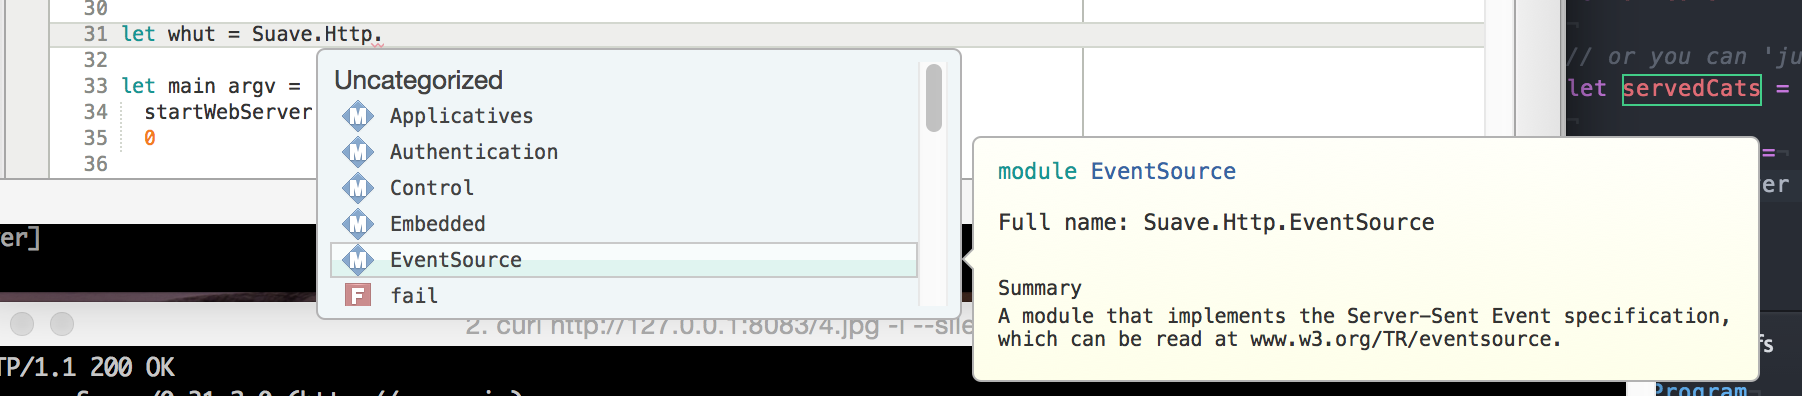 30
31 let whut = Suave.Http.
32
33 let main argv =
34 startWebServer
35 0
36
Uncategorized
Applicatives
Authentication
Control
Embedded
EventSource
fail
module EventSource
Full name: Suave.Http.EventSource
Summary
A module that implements the Server-Sent Event specification,
which can be read at www.w3.org/TR/eventsource.
// or you can 'ju
let servedCats =
=
er
fs
Program
ver]
2. curl http://127.0.0.1:8083/4.jpg -i --sile
TP/1.1 200 OK